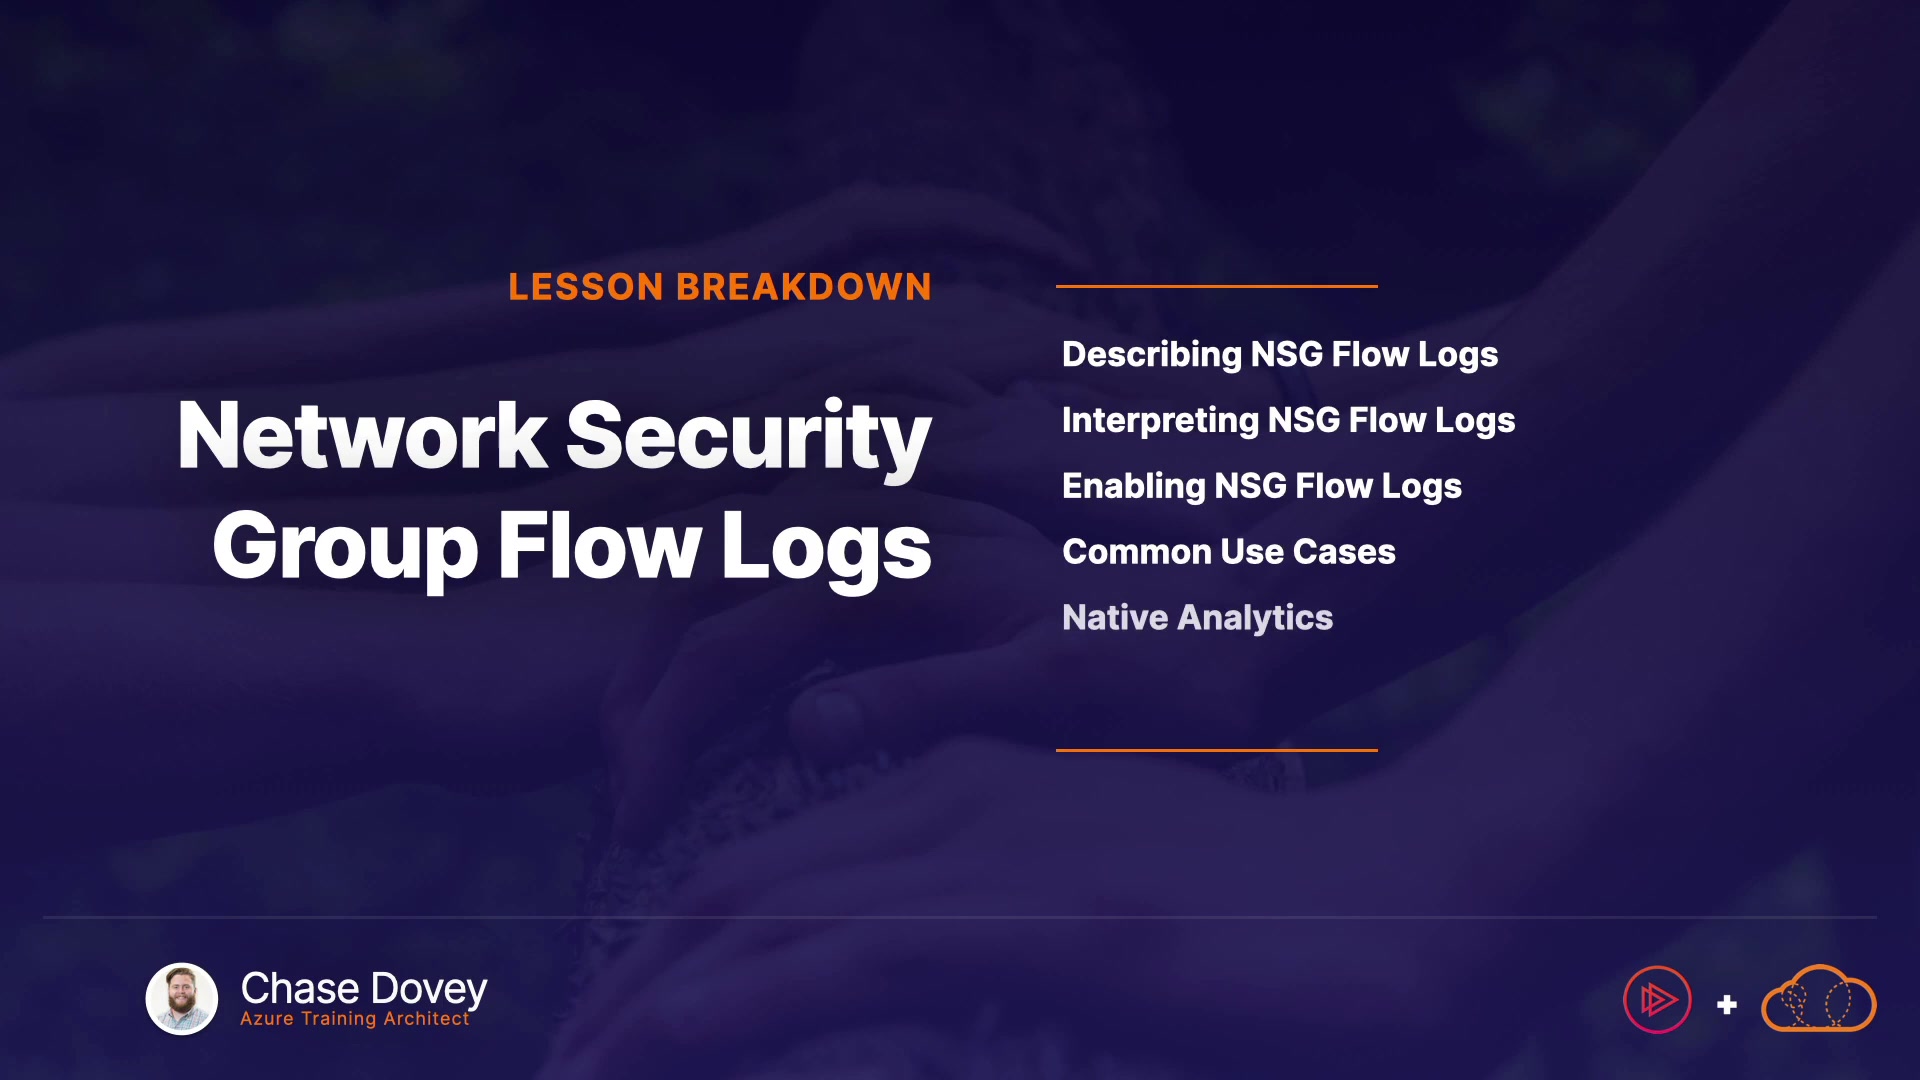 LESSON BREAKDOWN
Network Security
Group Flow Logs
Describing NSG Flow Logs
Interpreting NSG Flow Logs
Enabling NSG Flow Logs
Common Use Cases
Native Analytics
Chase Dovey
Azure Training Architect
+